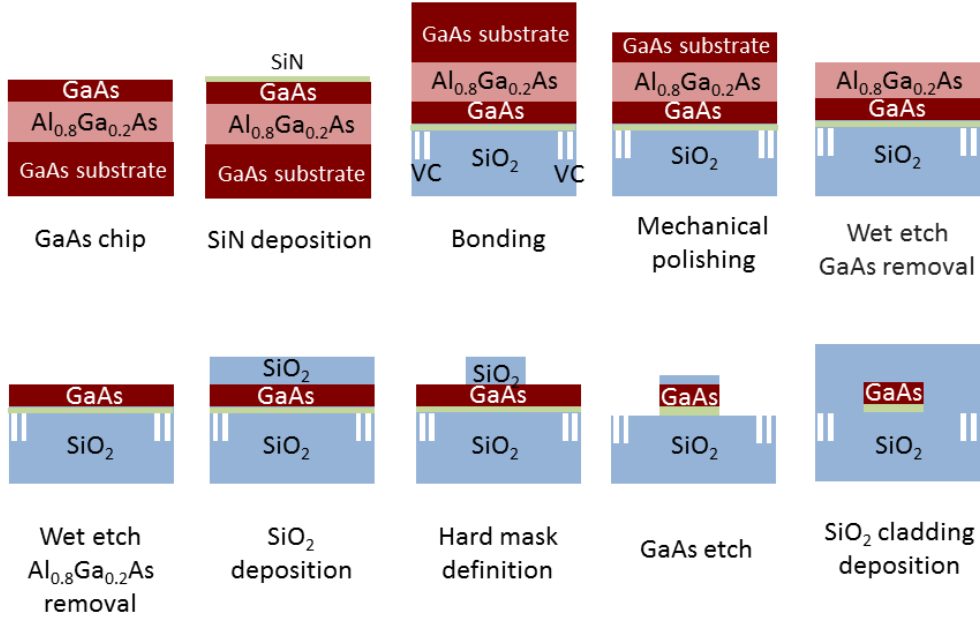 GaAs
Al₀.₈Ga₀.₂As
GaAs substrate
GaAs chip
SiN
GaAs
Al₀.₈Ga₀.₂As
GaAs substrate
SiN deposition
GaAs substrate
Al₀.₈Ga₀.₂As
GaAs
VC
SiO₂
VC
Bonding
GaAs substrate
Al₀.₈Ga₀.₂As
GaAs
SiO₂
Mechanical
polishing
Al₀.₈Ga₀.₂As
GaAs
SiO₂
Wet etch
GaAs removal
GaAs
SiO₂
Wet etch
Al₀.₈Ga₀.₂As
removal
SiO₂
GaAs
SiO₂
SiO₂
deposition
SiO₂
GaAs
SiO₂
Hard mask
definition
GaAs
SiO₂
GaAs etch
GaAs
SiO₂
SiO₂ cladding
deposition